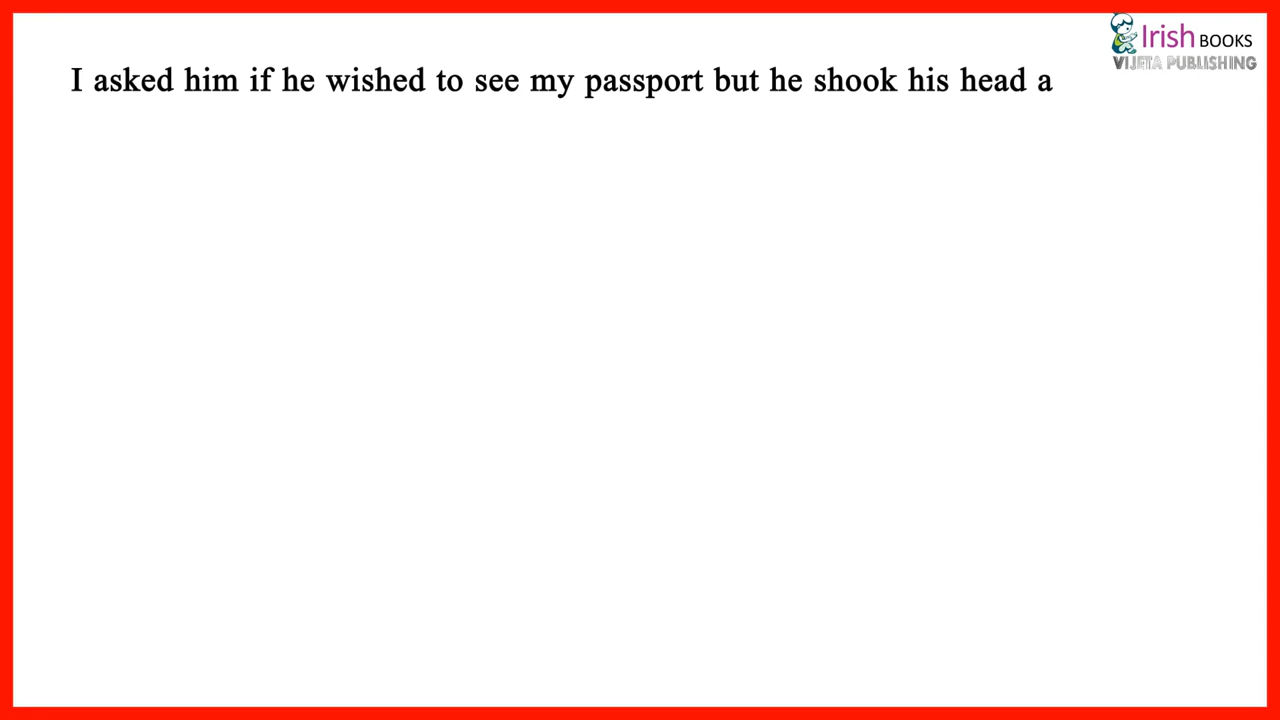 Irish BOOKS
VIJETA PUBLISHING
I asked him if he wished to see my passport but he shook his head a